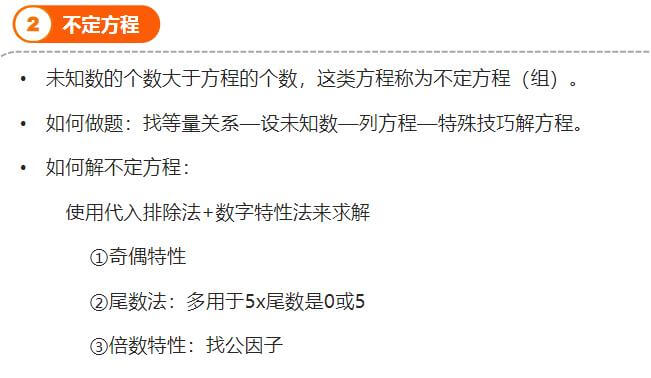 2 不定方程
• 未知数的个数大于方程的个数，这类方程称为不定方程（组）。
• 如何做题：找等量关系—设未知数—列方程—特殊技巧解方程。
• 如何解不定方程：
使用代入排除法+数字特性法来求解
①奇偶特性
②尾数法：多用于5x尾数是0或5
③倍数特性：找公因子